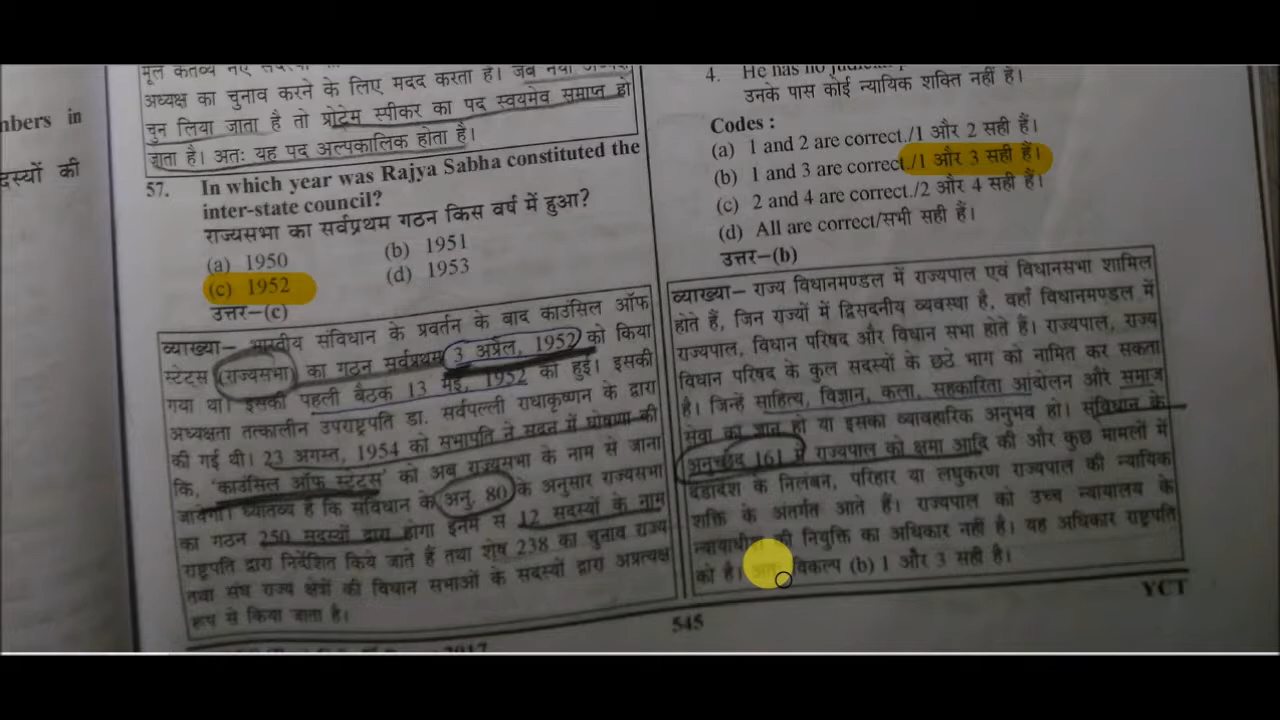 nbers in
दस्यों की
मूल कर्तव्य नए
अध्यक्ष का चुनाव करने के लिए मदद करता है। जब नया
चुन लिया जाता है तो प्रोटेम स्पीकर का पद स्वयमेव समाप्त हो
जाता है। अतः यह पद अल्पकालिक होता है।
57. In which year was Rajya Sabha constituted the
inter-state council?
राज्यसभा का सर्वप्रथम गठन किस वर्ष में हुआ?
(a) 1950 (b) 1951
(c) 1952 (d) 1953
उत्तर–(c)
व्याख्या– भारतीय संविधान के प्रवर्तन के बाद काउंसिल ऑफ
स्टेट्स (राज्यसभा) का गठन सर्वप्रथम 3 अप्रैल, 1952 को किया
गया था। इसकी पहली बैठक 13 मई, 1952 को हुई। इसकी
अध्यक्षता तत्कालीन उपराष्ट्रपति डा. सर्वपल्ली राधाकृष्णन के द्वारा
की गई थी। 23 अगस्त, 1954 को सभापति ने सदन में घोषणा की
कि, 'काउंसिल ऑफ स्टेट्स' को अब राज्यसभा के नाम से जाना
जायेगा। ध्यातव्य है कि संविधान के अनु. 80 के अनुसार राज्यसभा
का गठन 250 सदस्यों द्वारा होगा इनमें से 12 सदस्यों के नाम
राष्ट्रपति द्वारा निर्देशित किये जाते हैं तथा शेष 238 का चुनाव राज्य
तथा संघ राज्य क्षेत्रों की विधान सभाओं के सदस्यों द्वारा अप्रत्यक्ष
रूप से किया जाता है।
4. He has no
उनके पास कोई न्यायिक शक्ति नहीं है।
Codes :
(a) 1 and 2 are correct./1 और 2 सही हैं।
(b) 1 and 3 are correct./1 और 3 सही हैं।
(c) 2 and 4 are correct./2 और 4 सही हैं।
(d) All are correct/सभी सही हैं।
उत्तर–(b)
व्याख्या– राज्य विधानमण्डल में राज्यपाल एवं विधानसभा शामिल
होते हैं, जिन राज्यों में द्विसदनीय व्यवस्था है, वहाँ विधानमण्डल में
राज्यपाल, विधान परिषद और विधान सभा होते हैं। राज्यपाल, राज्य
विधान परिषद के कुल सदस्यों के छठे भाग को नामित कर सकता
है। जिन्हें साहित्य, विज्ञान, कला, सहकारिता आंदोलन और समाज
सेवा का ज्ञान हो या इसका व्यावहारिक अनुभव हो। संविधान के
अनुच्छेद 161 में राज्यपाल को क्षमा आदि की और कुछ मामलों में
दंडादेश के निलंबन, परिहार या लघुकरण राज्यपाल की न्यायिक
शक्ति के अंतर्गत आते हैं। राज्यपाल को उच्च न्यायालय के
न्यायाधीश की नियुक्ति का अधिकार नहीं है। यह अधिकार राष्ट्रपति
को है। अतः विकल्प (b) 1 और 3 सही है।
545
YCT
2017